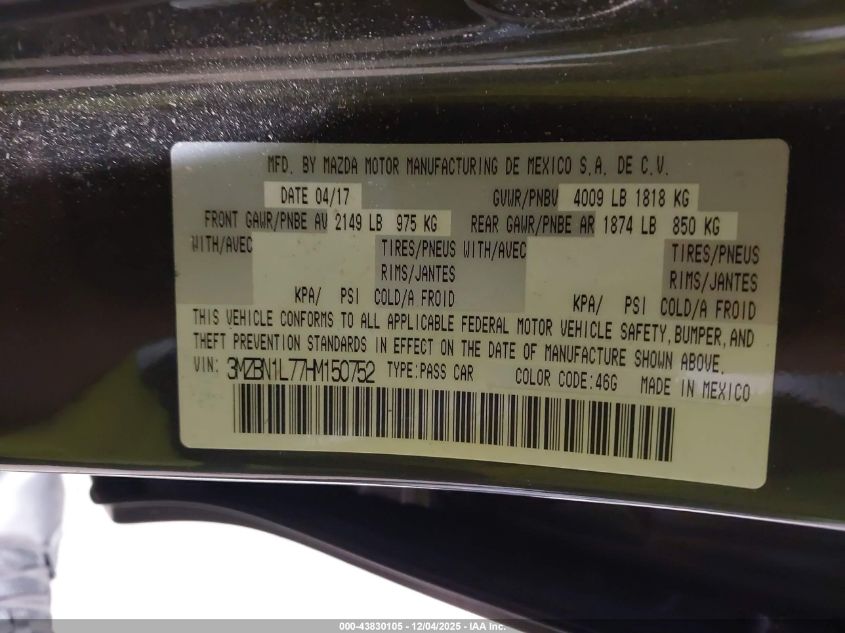 MFD. BY MAZDA MOTOR MANUFACTURING DE MEXICO S.A. DE C.V.
DATE 04/17 GVWR/PNBV 4009 LB 1818 KG
FRONT GAWR/PNBE AV 2149 LB 975 KG REAR GAWR/PNBE AR 1874 LB 850 KG
WITH/AVEC TIRES/PNEUS WITH/AVEC TIRES/PNEUS
RIMS/JANTES RIMS/JANTES
KPA/ PSI COLD/A FROID KPA/ PSI COLD/A FROID
THIS VEHICLE CONFORMS TO ALL APPLICABLE FEDERAL MOTOR VEHICLE SAFETY, BUMPER, AND
THEFT PREVENTION STANDARDS IN EFFECT ON THE DATE OF MANUFACTURE SHOWN ABOVE.
VIN: 3MZBN1L77HM150752 TYPE:PASS CAR COLOR CODE:46G MADE IN MEXICO
000-43830105 - 12/04/2025 - IAA Inc.